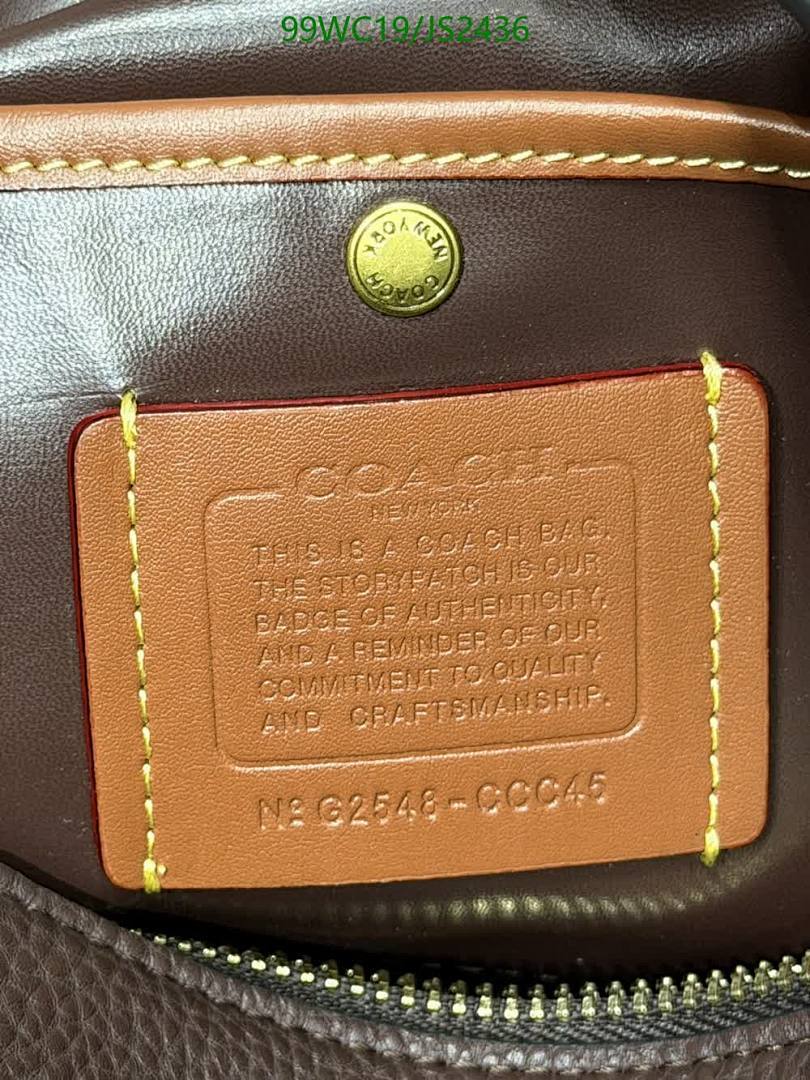 99WC19/JS2436
COACH NEW YORK
COACH
NEW YORK
THIS IS A COACH BAG.
THE STORYPATCH IS OUR
BADGE OF AUTHENTICITY,
AND A REMINDER OF OUR
COMMITMENT TO QUALITY
AND CRAFTSMANSHIP.
Nº G2548-CCC45